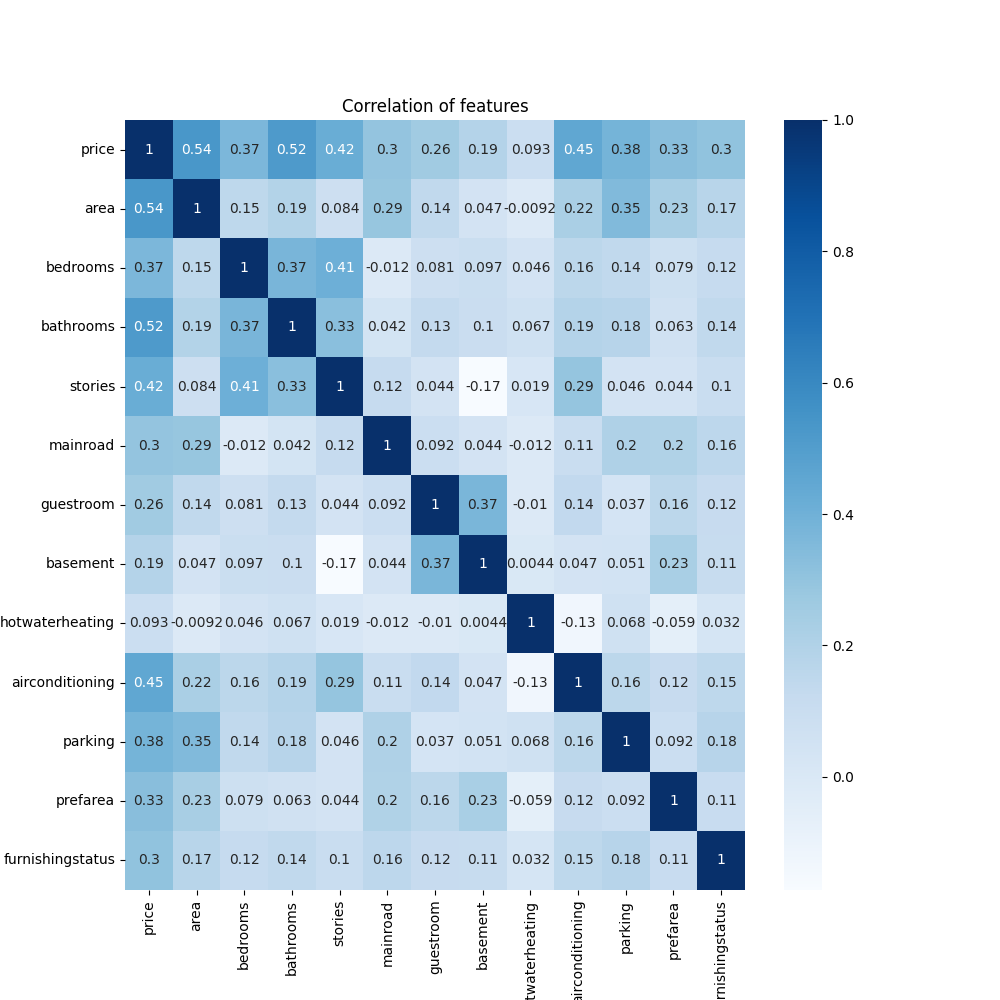 Correlation of features
price 1 0.54 0.37 0.52 0.42 0.3 0.26 0.19 0.093 0.45 0.38 0.33 0.3
area 0.54 1 0.15 0.19 0.084 0.29 0.14 0.047 -0.0092 0.22 0.35 0.23 0.17
bedrooms 0.37 0.15 1 0.37 0.41 -0.012 0.081 0.097 0.046 0.16 0.14 0.079 0.12
bathrooms 0.52 0.19 0.37 1 0.33 0.042 0.13 0.1 0.067 0.19 0.18 0.063 0.14
stories 0.42 0.084 0.41 0.33 1 0.12 0.044 -0.17 0.019 0.29 0.046 0.044 0.1
mainroad 0.3 0.29 -0.012 0.042 0.12 1 0.092 0.044 -0.012 0.11 0.2 0.2 0.16
guestroom 0.26 0.14 0.081 0.13 0.044 0.092 1 0.37 -0.01 0.14 0.037 0.16 0.12
basement 0.19 0.047 0.097 0.1 -0.17 0.044 0.37 1 0.0044 0.047 0.051 0.23 0.11
hotwaterheating 0.093 -0.0092 0.046 0.067 0.019 -0.012 -0.01 0.0044 1 -0.13 0.068 -0.059 0.032
airconditioning 0.45 0.22 0.16 0.19 0.29 0.11 0.14 0.047 -0.13 1 0.16 0.12 0.15
parking 0.38 0.35 0.14 0.18 0.046 0.2 0.037 0.051 0.068 0.16 1 0.092 0.18
prefarea 0.33 0.23 0.079 0.063 0.044 0.2 0.16 0.23 -0.059 0.12 0.092 1 0.11
furnishingstatus 0.3 0.17 0.12 0.14 0.1 0.16 0.12 0.11 0.032 0.15 0.18 0.11 1
price
area
bedrooms
bathrooms
stories
mainroad
guestroom
basement
twaterheating
airconditioning
parking
prefarea
rnishingstatus
1.0
0.8
0.6
0.4
0.2
0.0